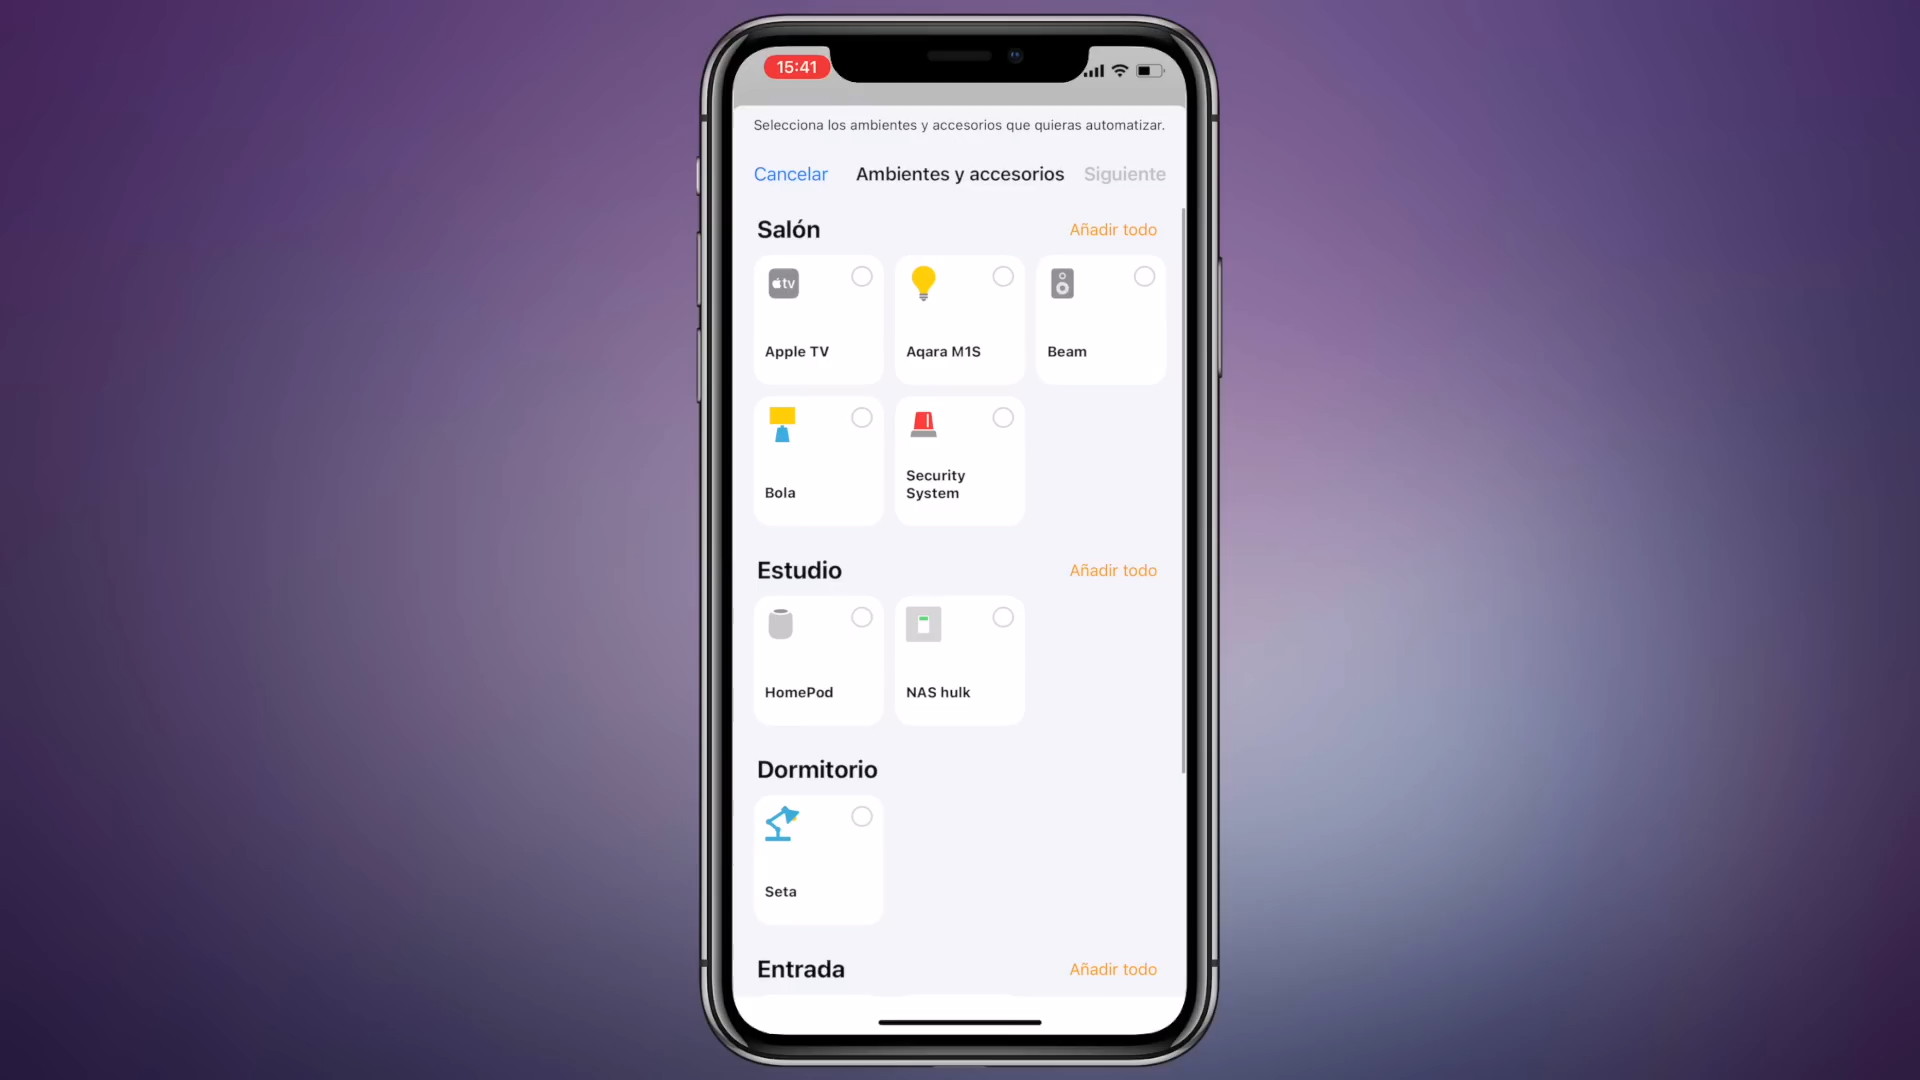 15:41
Selecciona los ambientes y accesorios que quieras automatizar.
Cancelar Ambientes y accesorios Siguiente
Salón Añadir todo
tv
Apple TV Aqara M1S Beam
Bola Security
System
Estudio Añadir todo
HomePod NAS hulk
Dormitorio
Seta
Entrada Añadir todo